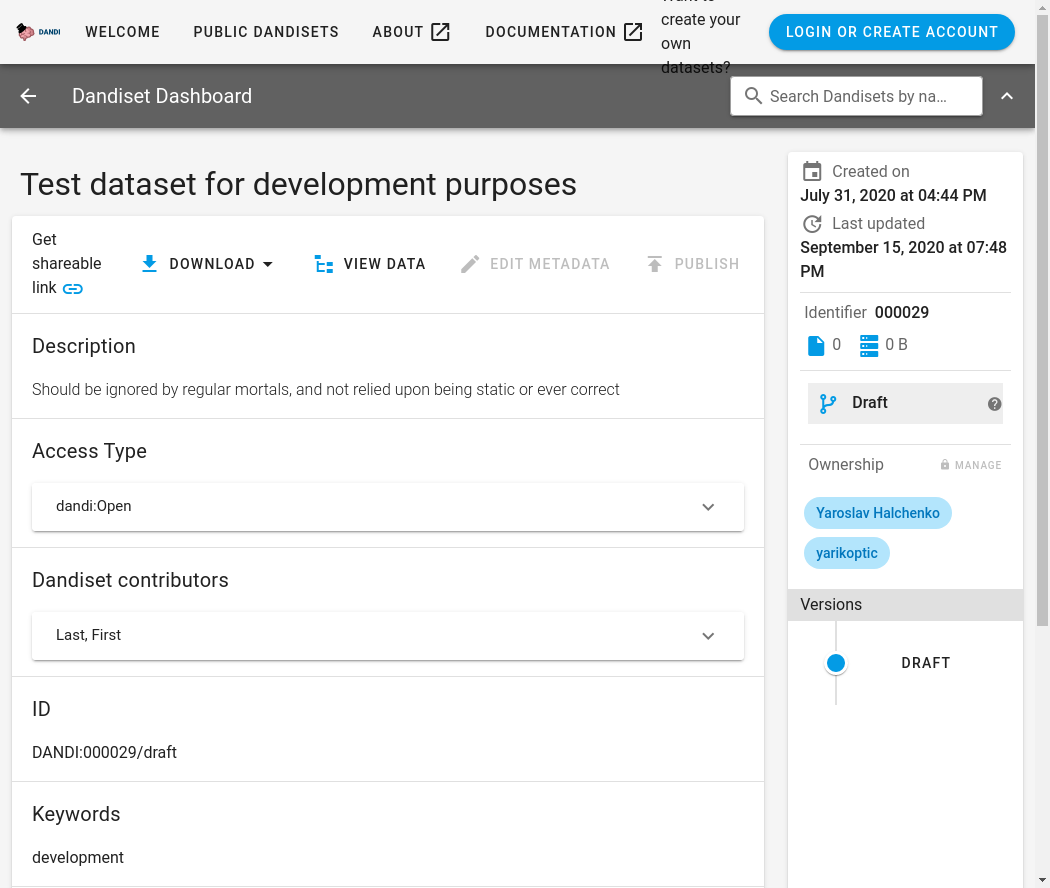 DANDI
WELCOME
PUBLIC DANDISETS
ABOUT
DOCUMENTATION
create your
own
datasets?
LOGIN OR CREATE ACCOUNT
Dandiset Dashboard
Search Dandisets by na...
Test dataset for development purposes
Get
shareable
link
DOWNLOAD
VIEW DATA
EDIT METADATA
PUBLISH
Description
Should be ignored by regular mortals, and not relied upon being static or ever correct
Access Type
dandi:Open
Dandiset contributors
Last, First
ID
DANDI:000029/draft
Keywords
development
Created on
July 31, 2020 at 04:44 PM
Last updated
September 15, 2020 at 07:48
PM
Identifier 000029
0
0 B
Draft
Ownership
MANAGE
Yaroslav Halchenko
yarikoptic
Versions
DRAFT